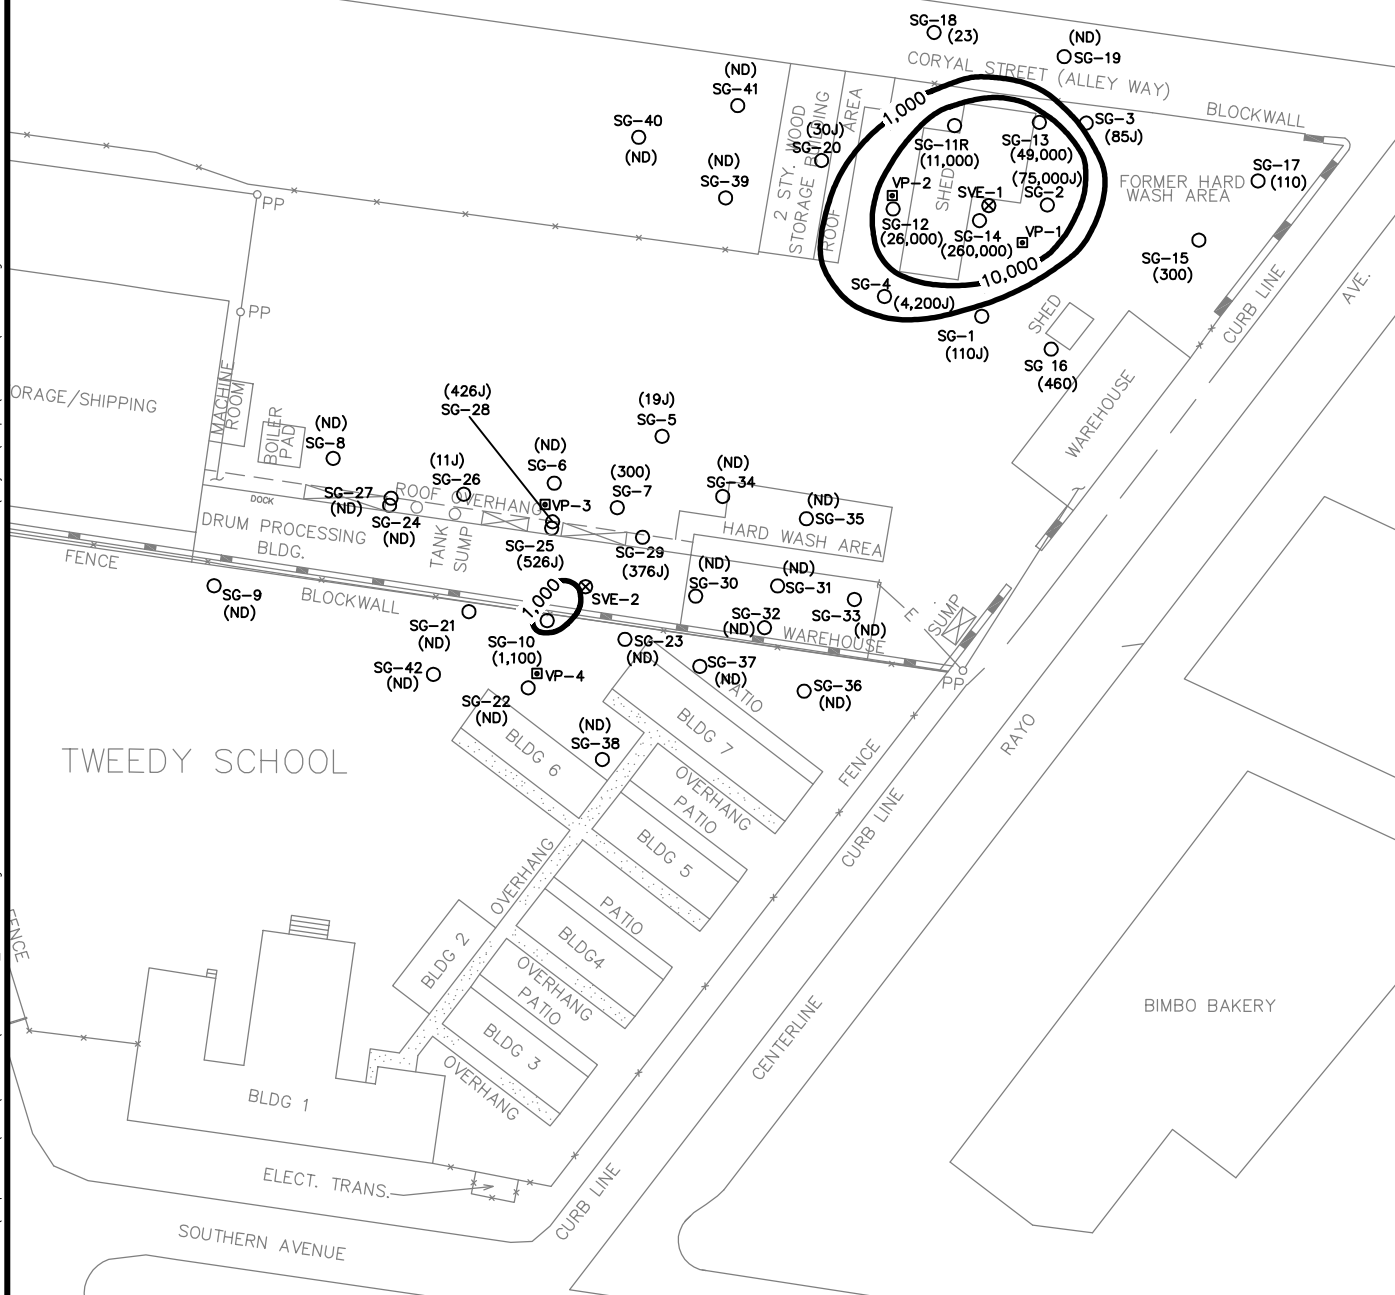 SG-18
(23)
(ND)
SG-19
CORYAL STREET (ALLEY WAY)
BLOCKWALL
(ND)
SG-41
SG-40
(ND)
(ND)
SG-39
2 STY. WOOD
STORAGE BUILDING
ROOF AREA
(30J)
SG-20
1,000
SG-11R
(11,000)
SG-13
(49,000)
SG-3
(85J)
(75,000J)
SG-2
SHED
VP-2
SVE-1
SG-12
(26,000)
SG-14
(260,000)
VP-1
10,000
FORMER HARD
WASH AREA
SG-17
(110)
SG-15
(300)
SG-4
(4,200J)
SG-1
(110J)
SHED
SG 16
(460)
CURB LINE
AVE.
WAREHOUSE
PP
PP
ORAGE/SHIPPING
MACHINE
ROOM
BOILER
PAD
(ND)
SG-8
(426J)
SG-28
(19J)
SG-5
(ND)
SG-6
(11J)
SG-26
(300)
SG-7
(ND)
SG-34
(ND)
SG-35
SG-27
(ND)
ROOF OVERHANG
VP-3
DOCK
SG-24
(ND)
DRUM PROCESSING
BLDG.
TANK
SUMP
SG-25
(526J)
SG-29
(376J)
HARD WASH AREA
FENCE
BLOCKWALL
SG-9
(ND)
SG-21
(ND)
1,000
SVE-2
(ND)
SG-30
(ND)
SG-31
SG-33
(ND)
SG-32
(ND)
WAREHOUSE
SUMP
E
PP
SG-10
(1,100)
SG-23
(ND)
SG-42
(ND)
VP-4
SG-22
(ND)
SG-37
(ND)
SG-36
(ND)
PATIO
(ND)
SG-38
BLDG 7
BLDG 6
TWEEDY SCHOOL
OVERHANG
PATIO
BLDG 5
FENCE
CURB LINE
RAYO
OVERHANG
PATIO
BLDG4
BLDG 2
OVERHANG
PATIO
BLDG 3
OVERHANG
FENCE
CENTERLINE
BIMBO BAKERY
BLDG 1
ELECT. TRANS.
CURB LINE
SOUTHERN AVENUE